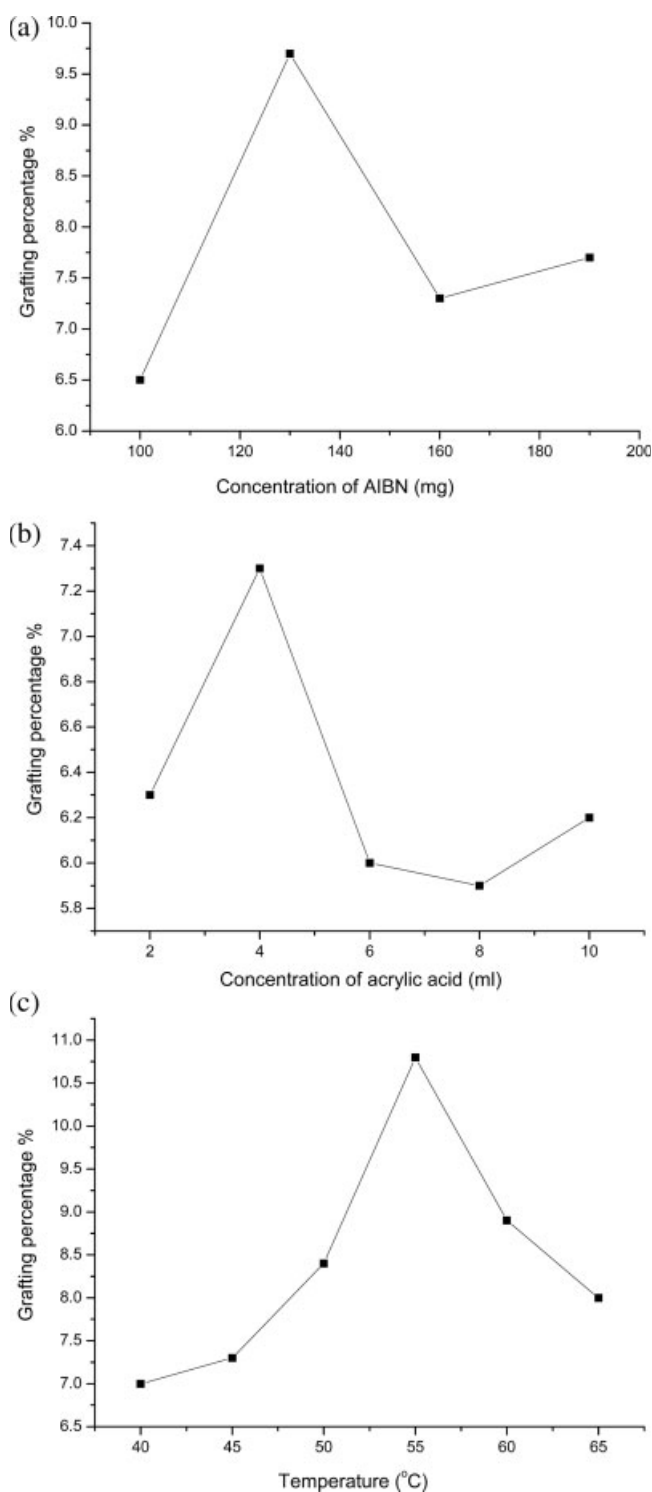 (a)
10.0
9.5
9.0
8.5
8.0
7.5
7.0
6.5
6.0
Grafting percentage %
100 120 140 160 180 200
Concentration of AIBN (mg)
(b)
7.4
7.2
7.0
6.8
6.6
6.4
6.2
6.0
5.8
Grafting percentage %
2 4 6 8 10
Concentration of acrylic acid (ml)
(c)
11.0
10.5
10.0
9.5
9.0
8.5
8.0
7.5
7.0
6.5
Grafting percentage %
40 45 50 55 60 65
Temperature (°C)